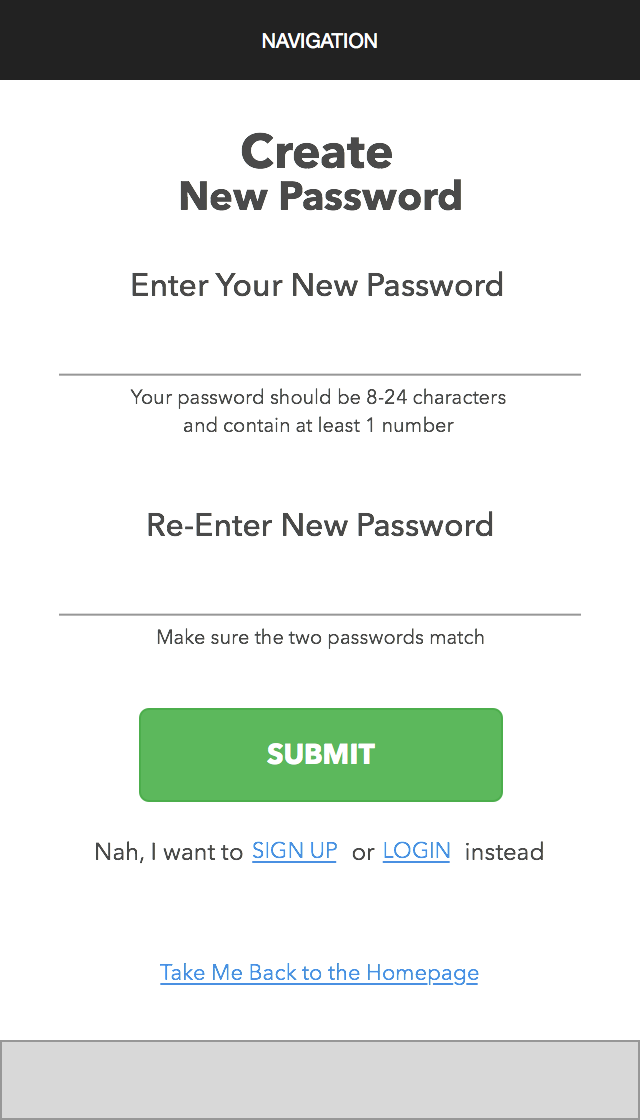 NAVIGATION
Create
New Password
Enter Your New Password
Your password should be 8-24 characters
and contain at least 1 number
Re-Enter New Password
Make sure the two passwords match
SUBMIT
Nah, I want to SIGN UP or LOGIN instead
Take Me Back to the Homepage